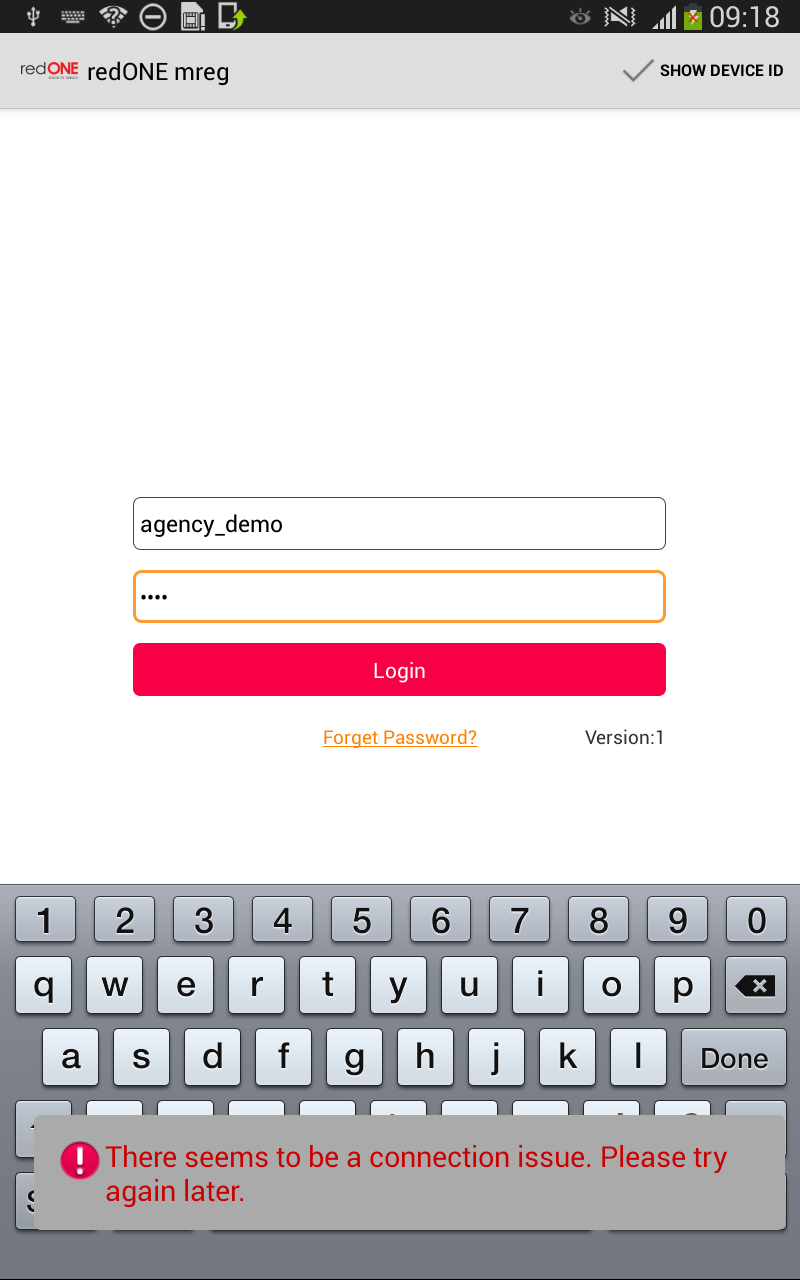 09:18
redONE redONE mreg SHOW DEVICE ID
agency_demo
••••
Login
Forget Password? Version:1
1 2 3 4 5 6 7 8 9 0
q w e r t y u i o p
a s d f g h j k l Done
There seems to be a connection issue. Please try
again later.